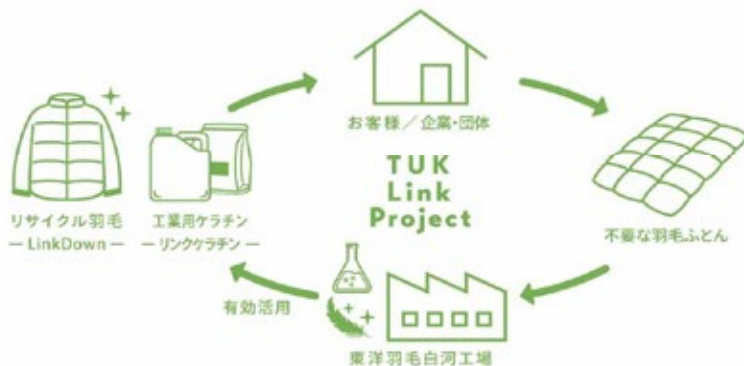 お客様／企業・団体
TUK
Link
Project
リサイクル羽毛
― LinkDown ―
工業用ケラチン
― リンクケラチン ―
不要な羽毛ふとん
有効活用
東洋羽毛白河工場